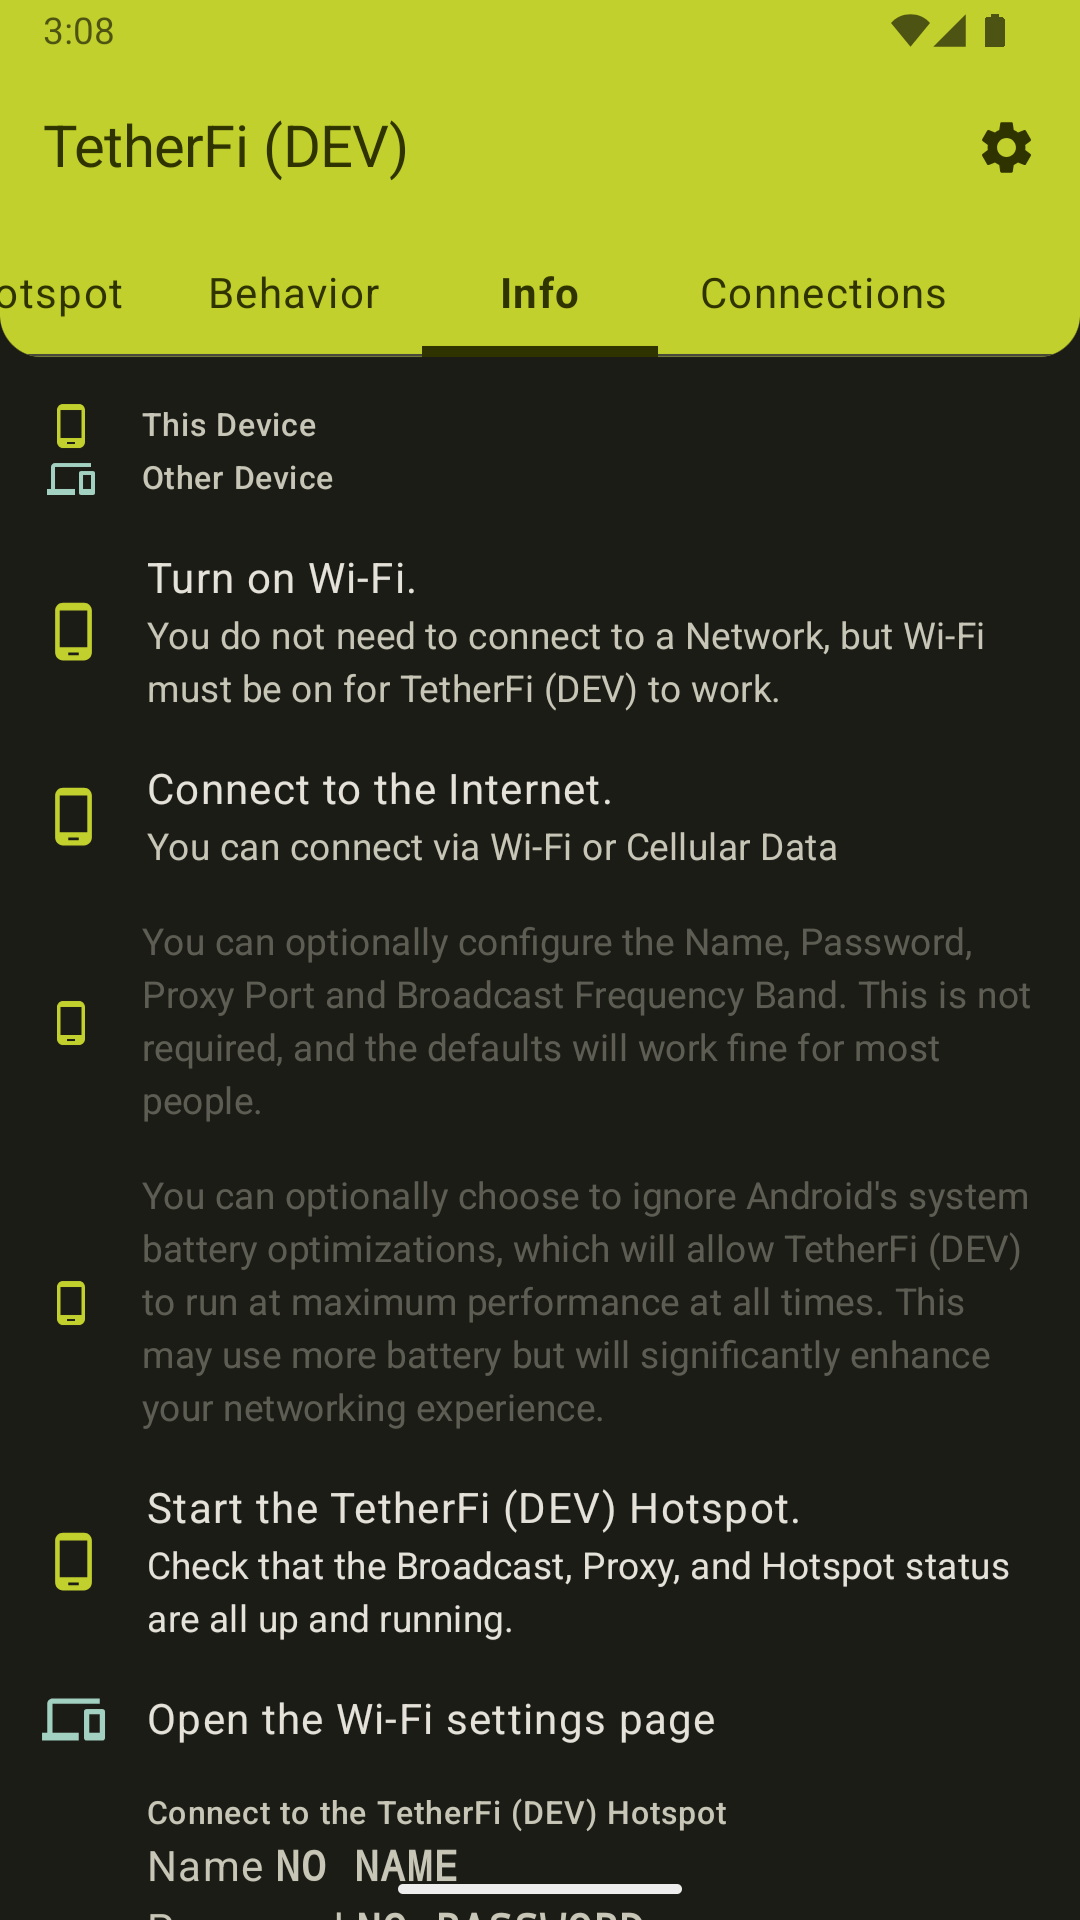 3:08
TetherFi (DEV)
otspot Behavior Info Connections
This Device
Other Device
Turn on Wi-Fi.
You do not need to connect to a Network, but Wi-Fi
must be on for TetherFi (DEV) to work.
Connect to the Internet.
You can connect via Wi-Fi or Cellular Data
You can optionally configure the Name, Password,
Proxy Port and Broadcast Frequency Band. This is not
required, and the defaults will work fine for most
people.
You can optionally choose to ignore Android's system
battery optimizations, which will allow TetherFi (DEV)
to run at maximum performance at all times. This
may use more battery but will significantly enhance
your networking experience.
Start the TetherFi (DEV) Hotspot.
Check that the Broadcast, Proxy, and Hotspot status
are all up and running.
Open the Wi-Fi settings page
Connect to the TetherFi (DEV) Hotspot
Name NO NAME
Password NO PASSWORD